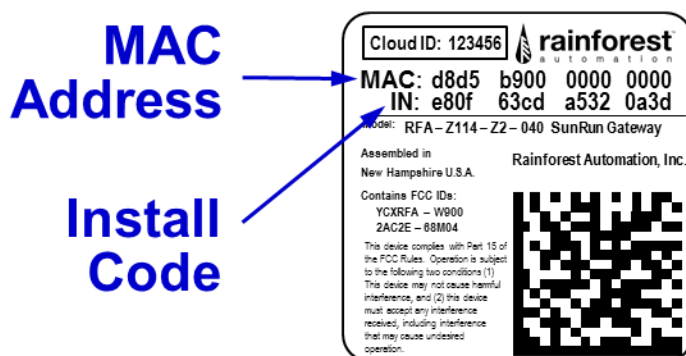 MAC
Address
Install
Code
Cloud ID: 123456
rainforest
automation
MAC: d8d5 b900 0000 0000
IN: e80f 63cd a532 0a3d
Model: RFA – Z114 – Z2 – 040 SunRun Gateway
Assembled in
New Hampshire U.S.A.
Rainforest Automation, Inc.
Contains FCC IDs:
YCXRFA – W900
2AC2E – 68M04
This device complies with Part 15 of
the FCC Rules. Operation is subject
to the following two conditions (1)
This device may not cause harmful
interference, and (2) this device
must accept any interference
received, including interference
that may cause undesired
operation.